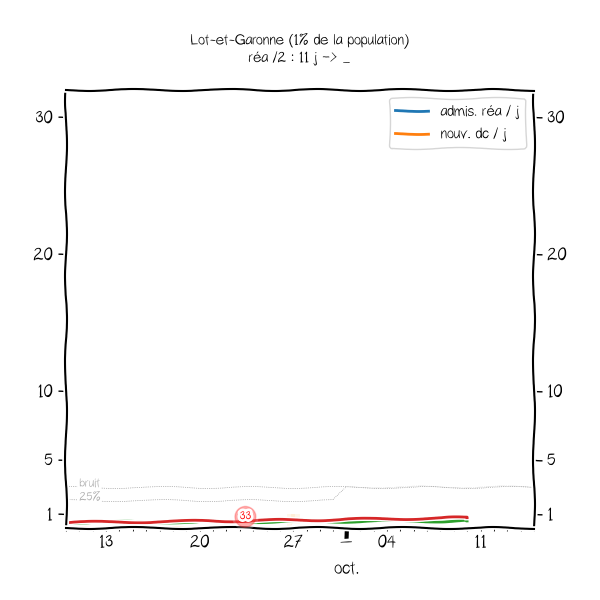 Lot-et-Garonne (1% de la population)
réa /2 : 11 j -> _
admis. réa / j
nouv. dc / j
30
30
20
20
10
10
5
5
bruit
25%
1
33
1
13
20
27
04
11
oct.